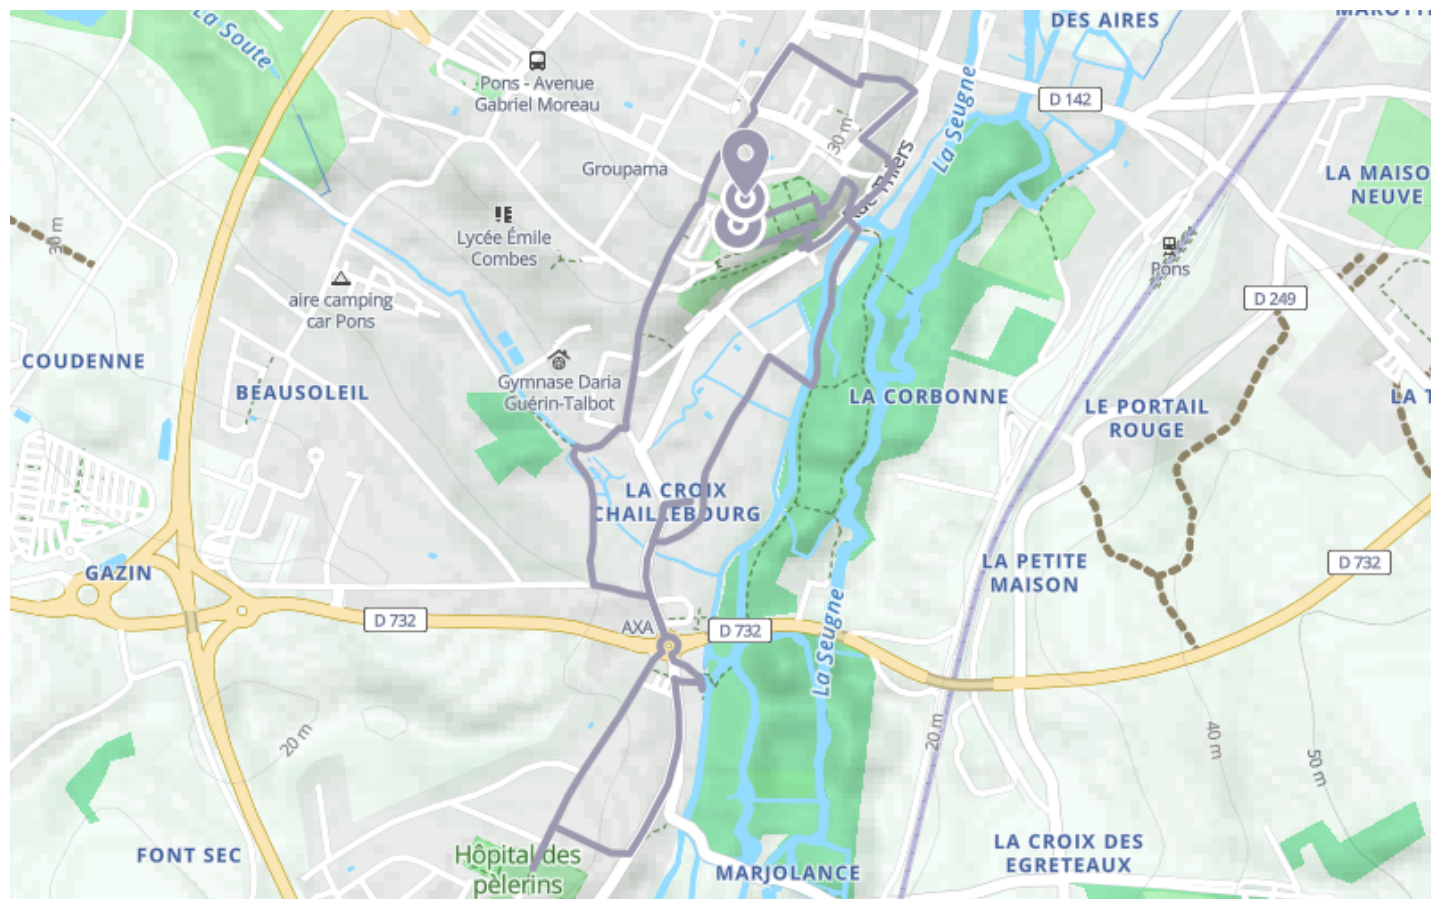 DES AIRES
MAROTTE
La Soute
Pons - Avenue
Gabriel Moreau
La Seugne
D 142
30 m
Groupama
Rue Thiers
LA MAISO
NEUVE
30 m
Lycée Émile
Combes
Pons
aire camping
car Pons
D 249
COUDENNE
BEAUSOLEIL
Gymnase Daria
Guérin-Talbot
LA CORBONNE
LE PORTAIL
ROUGE
LA T
LA CROIX
CHAILLEBOURG
GAZIN
LA PETITE
MAISON
D 732
D 732
AXA
D 732
La Seugne
20 m
20 m
40 m
50 m
FONT SEC
Hôpital des
pèlerins
MARJOLANCE
LA CROIX DES
EGRETEAUX